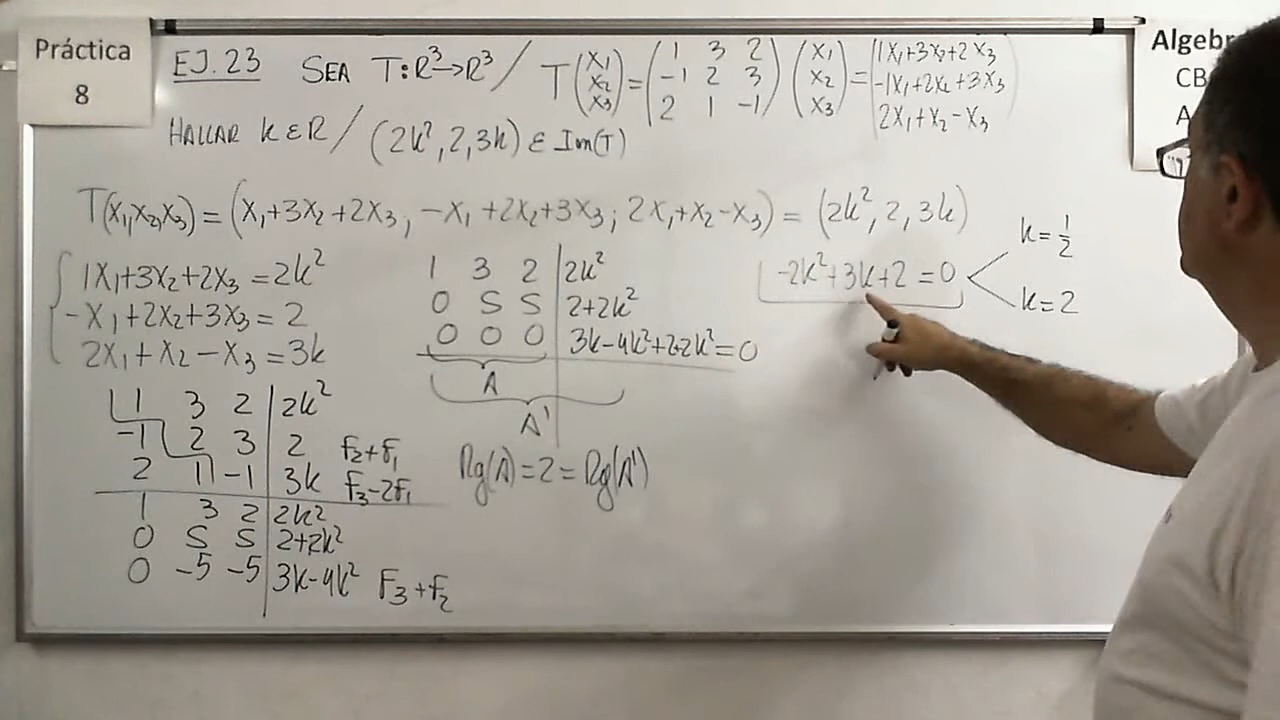 Práctica
8
EJ. 23 SEA T: R³→R³ / T(x₁ x₂ x₃) = (1 3 2; -1 2 3; 2 1 -1) (x₁ x₂ x₃) = (1x₁+3x₂+2x₃; -1x₁+2x₂+3x₃; 2x₁+x₂-x₃)
HALLAR k ∈ R / (2k², 2, 3k) ∈ Im(T)
Algebr
CB
A
T(x₁,x₂,x₃) = (x₁+3x₂+2x₃ ; -x₁+2x₂+3x₃ ; 2x₁+x₂-x₃) = (2k², 2, 3k)
1x₁+3x₂+2x₃ = 2k²
-x₁+2x₂+3x₃ = 2
2x₁+x₂-x₃ = 3k
1 3 2 | 2k²
-1 2 3 | 2 f₂+f₁
2 1 -1 | 3k f₃-2f₁
1 3 2 | 2k²
0 5 5 | 2+2k²
0 -5 -5 | 3k-4k² F₃+f₂
1 3 2 | 2k²
0 5 5 | 2+2k²
0 0 0 | 3k-4k²+2+2k² = 0
A
A'
Rg(A) = 2 = Rg(A')
-2k²+3k+2 = 0
k = 1/2
k = 2